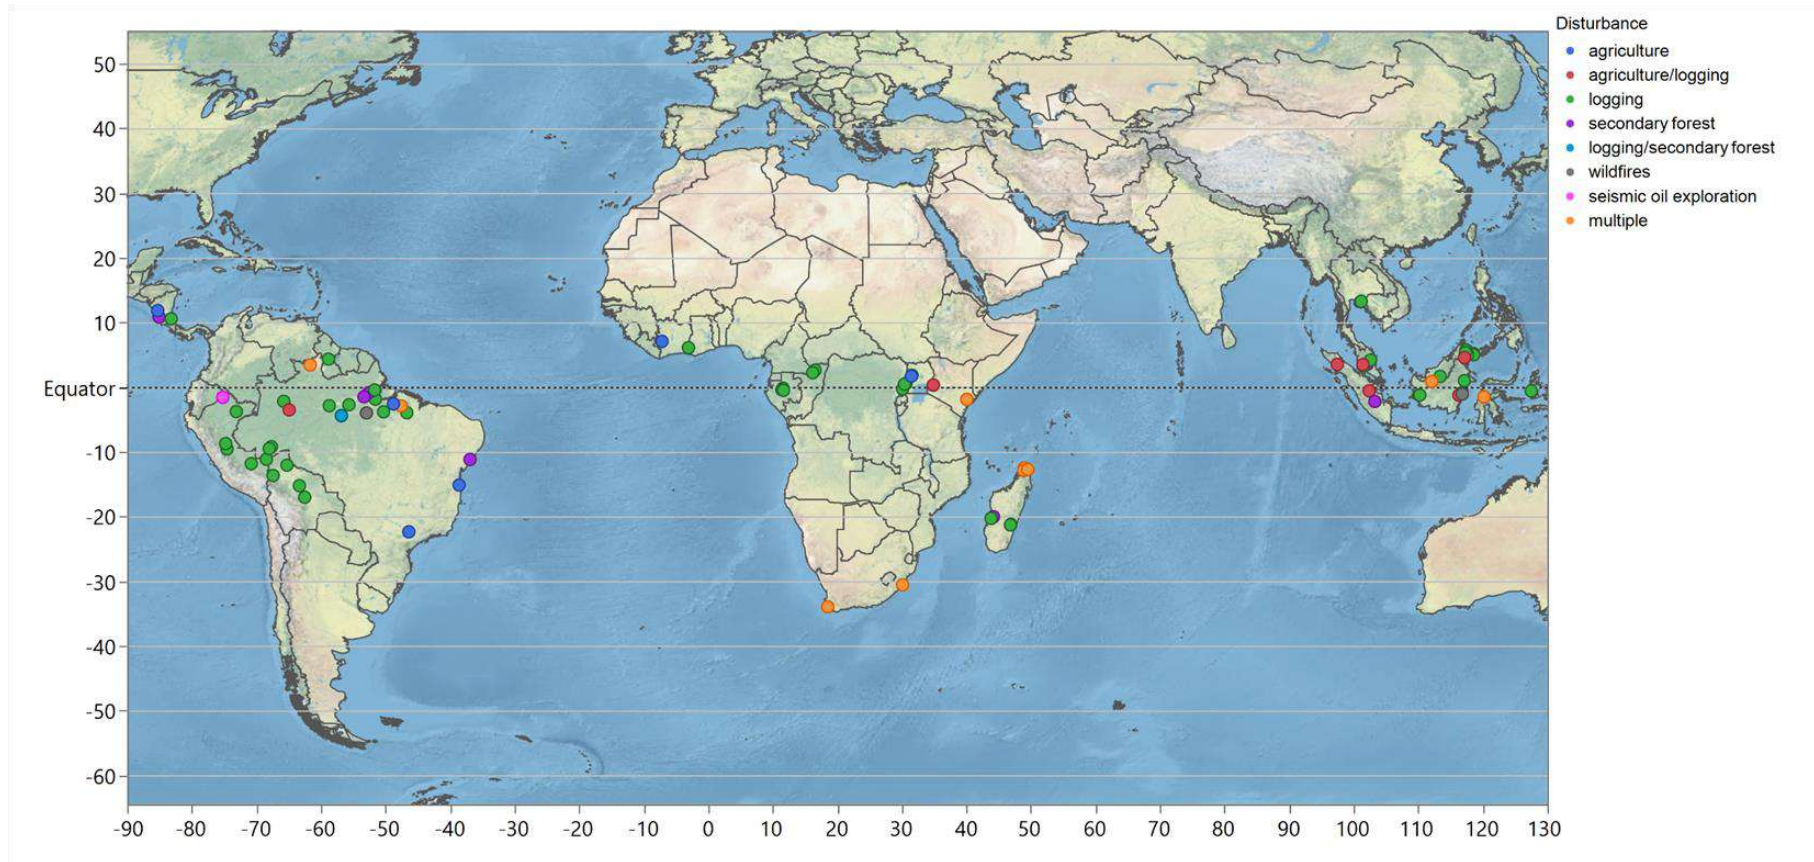 Disturbance
agriculture
agriculture/logging
logging
secondary forest
logging/secondary forest
wildfires
seismic oil exploration
multiple
50
40
30
20
10
Equator
-10
-20
-30
-40
-50
-60
-90 -80 -70 -60 -50 -40 -30 -20 -10 0 10 20 30 40 50 60 70 80 90 100 110 120 130